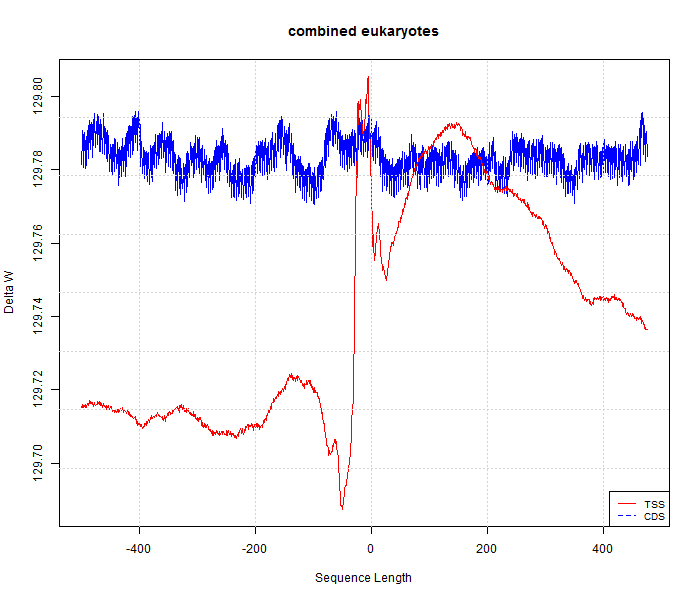 combined eukaryotes
Delta W
129.80
129.78
129.76
129.74
129.72
129.70
-400 -200 0 200 400
Sequence Length
TSS
CDS